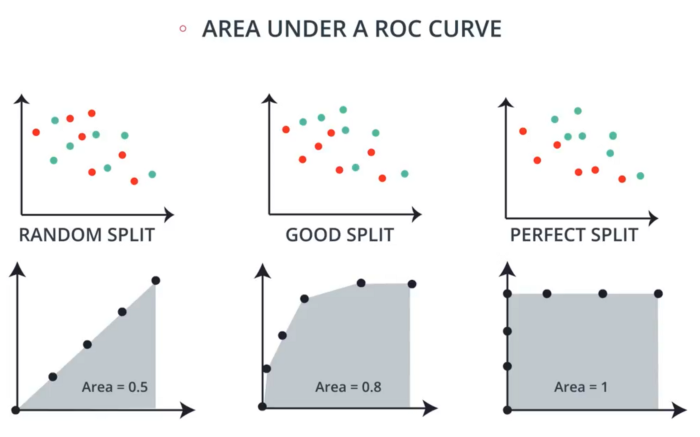 AREA UNDER A ROC CURVE
RANDOM SPLIT
GOOD SPLIT
PERFECT SPLIT
Area = 0.5
Area = 0.8
Area = 1